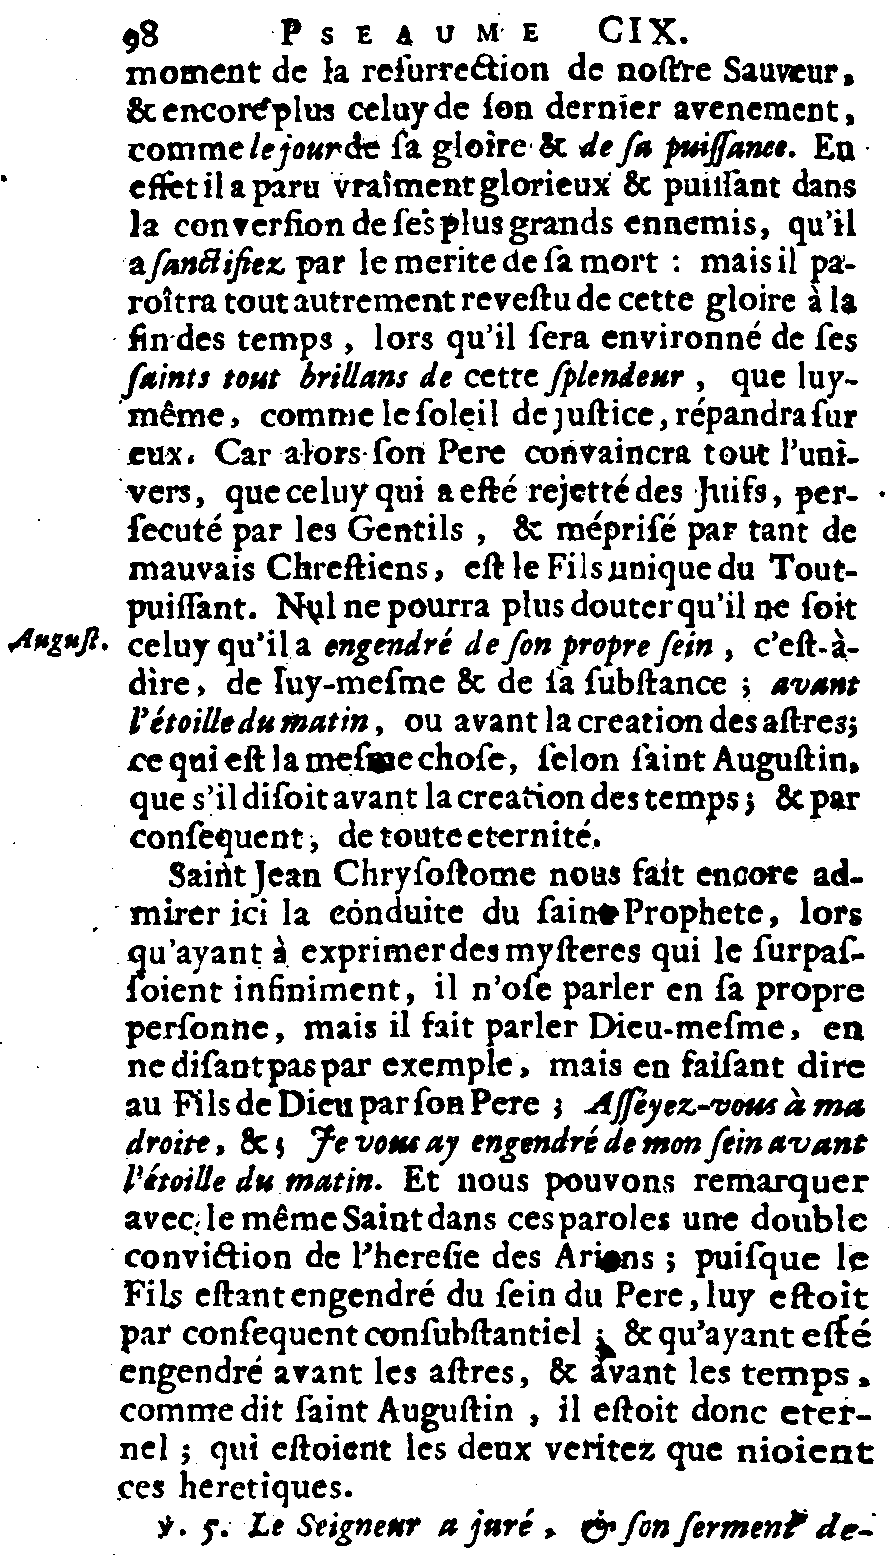 98 PSEAUME CIX.
moment de la reſurrection de noſtre Sauveur,
& encore plus celuy de ſon dernier avenement,
comme le jour de ſa gloire & de ſa puiſſance. En
effet il a paru vraîment glorieux & puiſſant dans
la converſion de ſes plus grands ennemis, qu'il
a ſanctifiez par le merite de ſa mort : mais il pa-
roîtra tout autrement reveſtu de cette gloire à la
fin des temps, lors qu'il ſera environné de ſes
ſaints tout brillans de cette ſplendeur, que luy-
même, comme le ſoleil de juſtice, répandra ſur
eux. Car alors ſon Pere convaincra tout l'uni-
vers, que celuy qui a eſté rejetté des Juifs, per-
ſecuté par les Gentils, & mépriſé par tant de
mauvais Chreſtiens, eſt le Fils unique du Tout-
puiſſant. Nul ne pourra plus douter qu'il ne ſoit
Auguſt. celuy qu'il a engendré de ſon propre ſein, c'eſt-à-
dire, de luy-meſme & de ſa ſubſtance ; avant
l'étoille du matin, ou avant la creation des aſtres;
ce qui eſt la meſme choſe, ſelon ſaint Auguſtin,
que s'il diſoit avant la creation des temps ; & par
conſequent, de toute eternité.
Saint Jean Chryſoſtome nous fait encore ad-
mirer ici la conduite du ſaint Prophete, lors
qu'ayant à exprimer des myſteres qui le ſurpaſ-
ſoient infiniment, il n'oſe parler en ſa propre
perſonne, mais il fait parler Dieu-meſme, en
ne diſant pas par exemple, mais en faiſant dire
au Fils de Dieu par ſon Pere ; Aſſeyez-vous à ma
droite, & ; Je vous ay engendré de mon ſein avant
l'étoille du matin. Et nous pouvons remarquer
avec le même Saint dans ces paroles une double
conviction de l'hereſie des Ariens ; puiſque le
Fils eſtant engendré du ſein du Pere, luy eſtoit
par conſequent conſubſtantiel ; & qu'ayant eſté
engendré avant les aſtres, & avant les temps,
comme dit ſaint Auguſtin, il eſtoit donc eter-
nel ; qui eſtoient les deux veritez que nioient
ces heretiques.
℣. 5. Le Seigneur a juré, & ſon ſerment de-